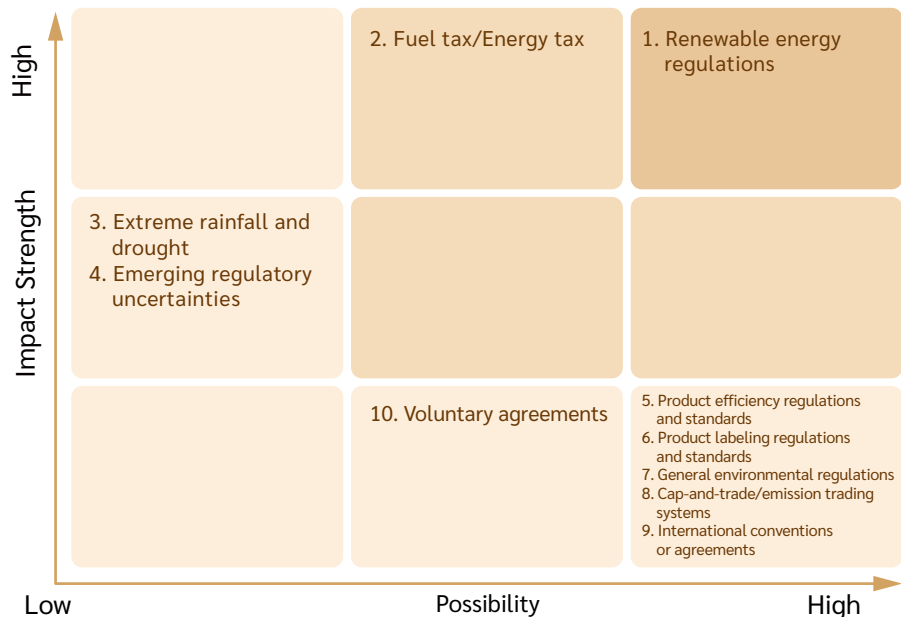 High
Impact Strength
2. Fuel tax/Energy tax
1. Renewable energy
regulations
3. Extreme rainfall and
drought
4. Emerging regulatory
uncertainties
10. Voluntary agreements
5. Product efficiency regulations
and standards
6. Product labeling regulations
and standards
7. General environmental regulations
8. Cap-and-trade/emission trading
systems
9. International conventions
or agreements
Low
Possibility
High